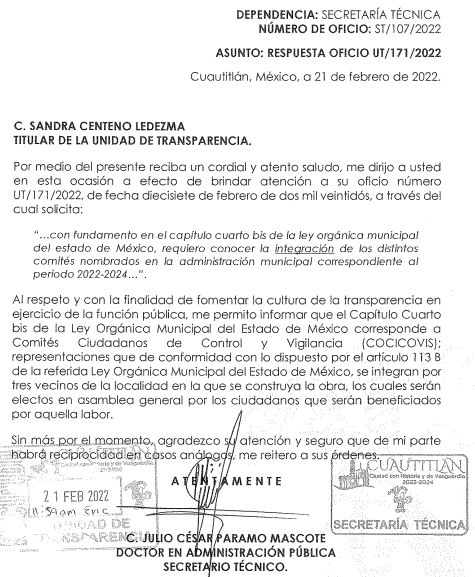 DEPENDENCIA: SECRETARÍA TÉCNICA
NÚMERO DE OFICIO: ST/107/2022
ASUNTO: RESPUESTA OFICIO UT/171/2022
Cuautitlán, México, a 21 de febrero de 2022.
C. SANDRA CENTENO LEDEZMA
TITULAR DE LA UNIDAD DE TRANSPARENCIA.
Por medio del presente reciba un cordial y atento saludo, me dirijo a usted
en esta ocasión a efecto de brindar atención a su oficio número
UT/171/2022, de fecha diecisiete de febrero de dos mil veintidós, a través del
cual solicita:
"...con fundamento en el capítulo cuarto bis de la ley orgánica municipal
del estado de México, requiero conocer la integración de los distintos
comités nombrados en la administración municipal correspondiente al
periodo 2022-2024...".
Al respeto y con la finalidad de fomentar la cultura de la transparencia en
ejercicio de la función pública, me permito informar que el Capítulo Cuarto
bis de la Ley Orgánica Municipal del Estado de México corresponde a
Comités Ciudadanos de Control y Vigilancia (COCICOVIS);
representaciones que de conformidad con lo dispuesto por el artículo 113 B
de la referida Ley Orgánica Municipal del Estado de México, se integran por
tres vecinos de la localidad en la que se construya la obra, los cuales serán
electos en asamblea general por los ciudadanos que serán beneficiados
por aquella labor.
Sin más por el momento, agradezco su atención y seguro que de mi parte
habrá reciprocidad en casos análogos, me reitero a sus órdenes.
ATENTAMENTE
21 FEB 2022
UNIDAD DE
TRANSPARENCIA
CUAUTITLÁN
Ciudad con Historia y de Vanguardia
2022-2024
SECRETARÍA TÉCNICA
C. JULIO CÉSAR PARAMO MASCOTE
DOCTOR EN ADMINISTRACIÓN PÚBLICA
SECRETARIO TÉCNICO.